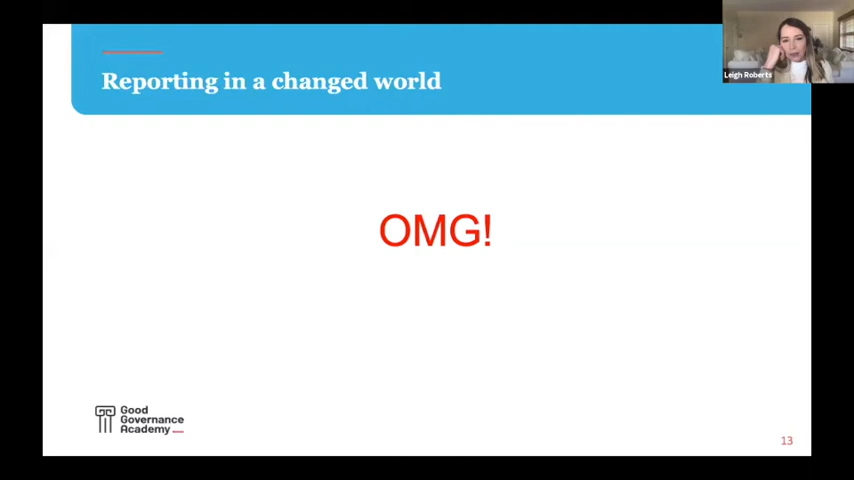 Leigh Roberts
Reporting in a changed world
OMG!
Good
Governance
Academy
13